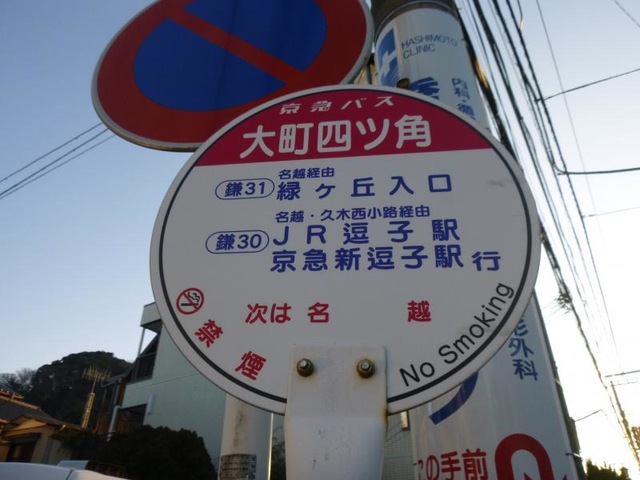 HASHIMOTO
CLINIC
内科・
京急バス
大町四ツ角
名越経由
鎌31 緑ヶ丘入口
名越・久木西小路経由
鎌30 JR逗子駅
京急新逗子駅行
次は名越
禁煙
No Smoking
外科
の手前